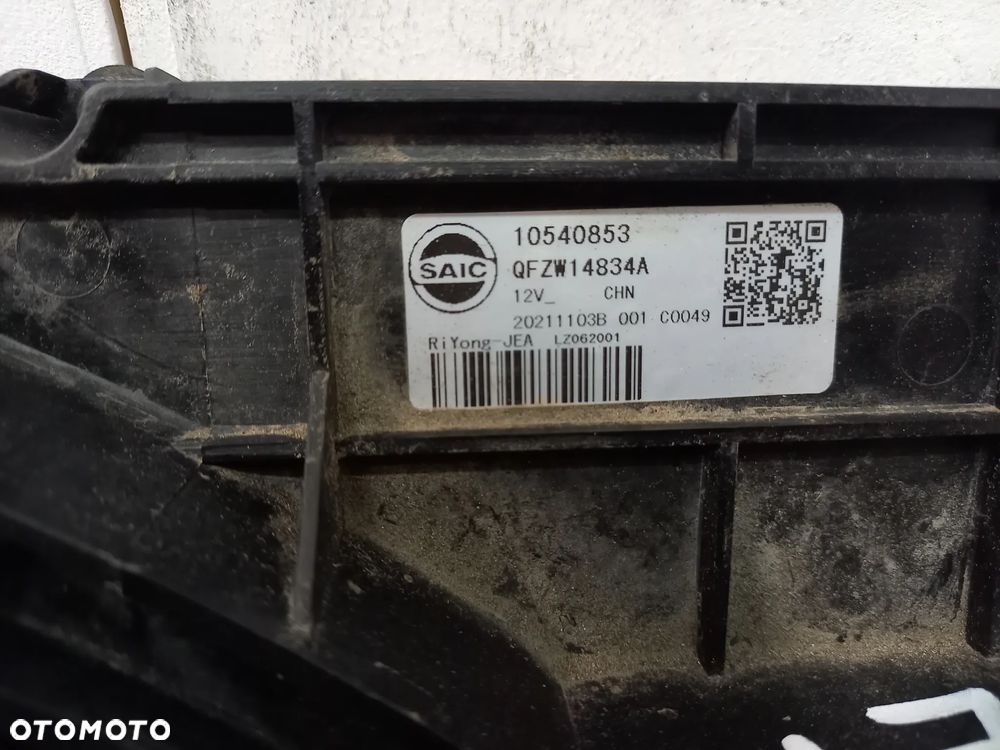 SAIC
10540853
QFZW14834A
12V_ CHN
20211103B 001 C0049
RiYong-JEA LZ062001
OTOMOTO